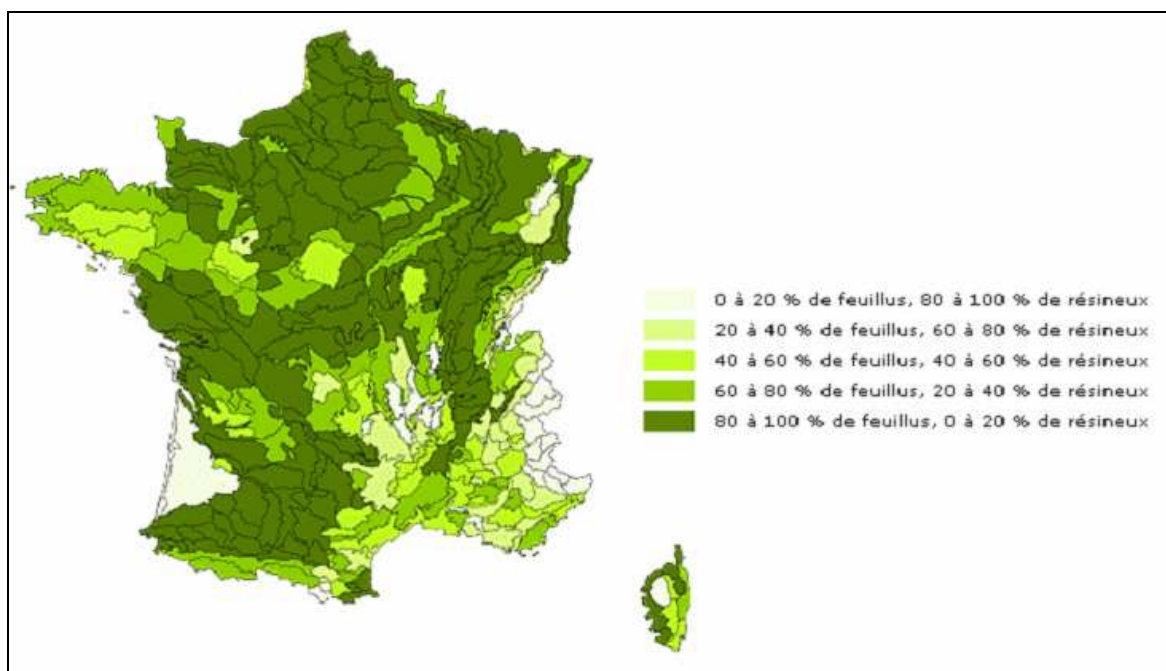 0 à 20 % de feuillus, 80 à 100 % de résineux
20 à 40 % de feuillus, 60 à 80 % de résineux
40 à 60 % de feuillus, 40 à 60 % de résineux
60 à 80 % de feuillus, 20 à 40 % de résineux
80 à 100 % de feuillus, 0 à 20 % de résineux